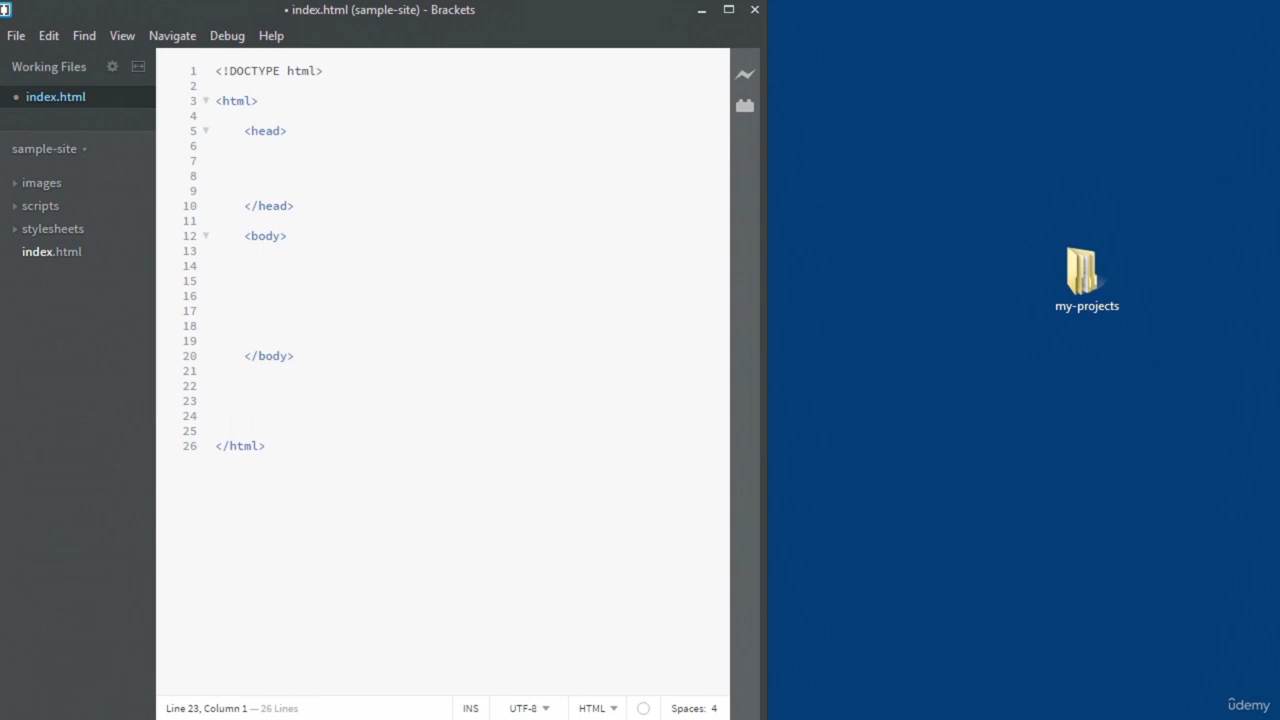 • index.html (sample-site) - Brackets
File Edit Find View Navigate Debug Help
Working Files
index.html
sample-site
images
scripts
stylesheets
index.html
1 <!DOCTYPE html>
2
3 <html>
4
5 <head>
6
7
8
9
10 </head>
11
12 <body>
13
14
15
16
17
18
19
20 </body>
21
22
23
24
25
26 </html>
my-projects
Line 23, Column 1 — 26 Lines INS UTF-8 HTML Spaces: 4
ûdemy